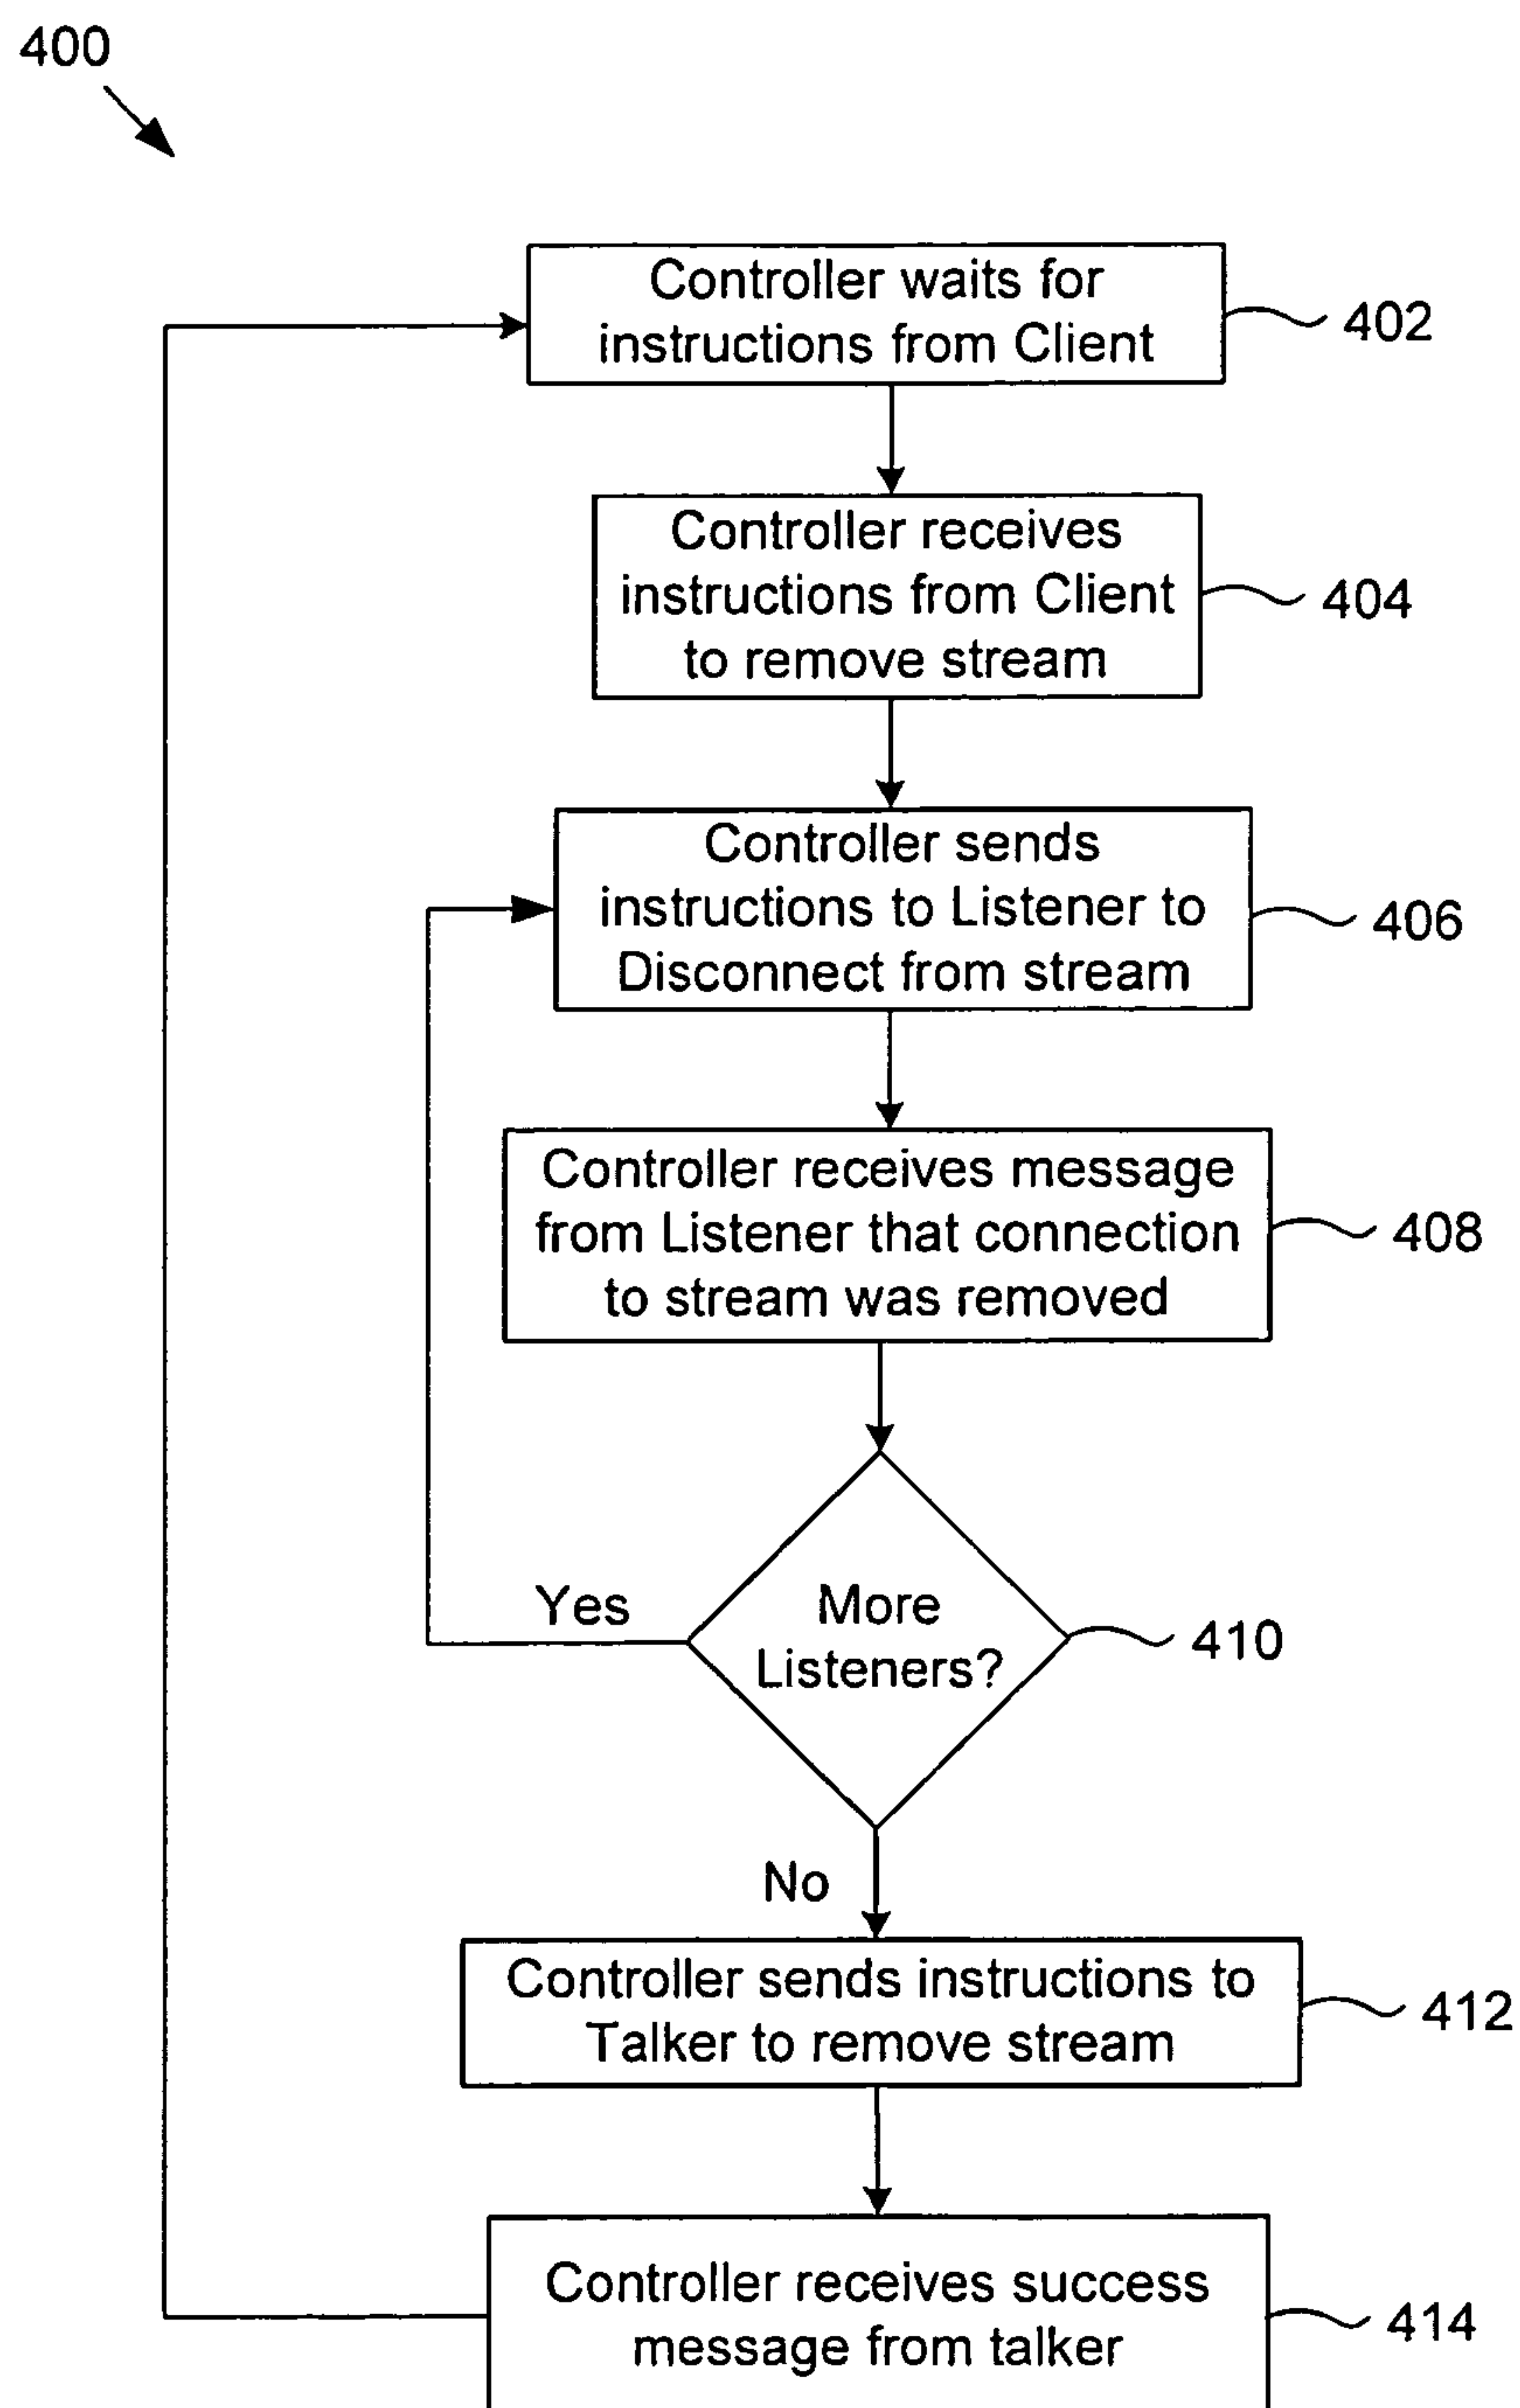 400
Controller waits for
instructions from Client
402
Controller receives
instructions from Client
to remove stream
404
Controller sends
instructions to Listener to
Disconnect from stream
406
Controller receives message
from Listener that connection
to stream was removed
408
More
Listeners?
410
Yes
No
Controller sends instructions to
Talker to remove stream
412
Controller receives success
message from talker
414